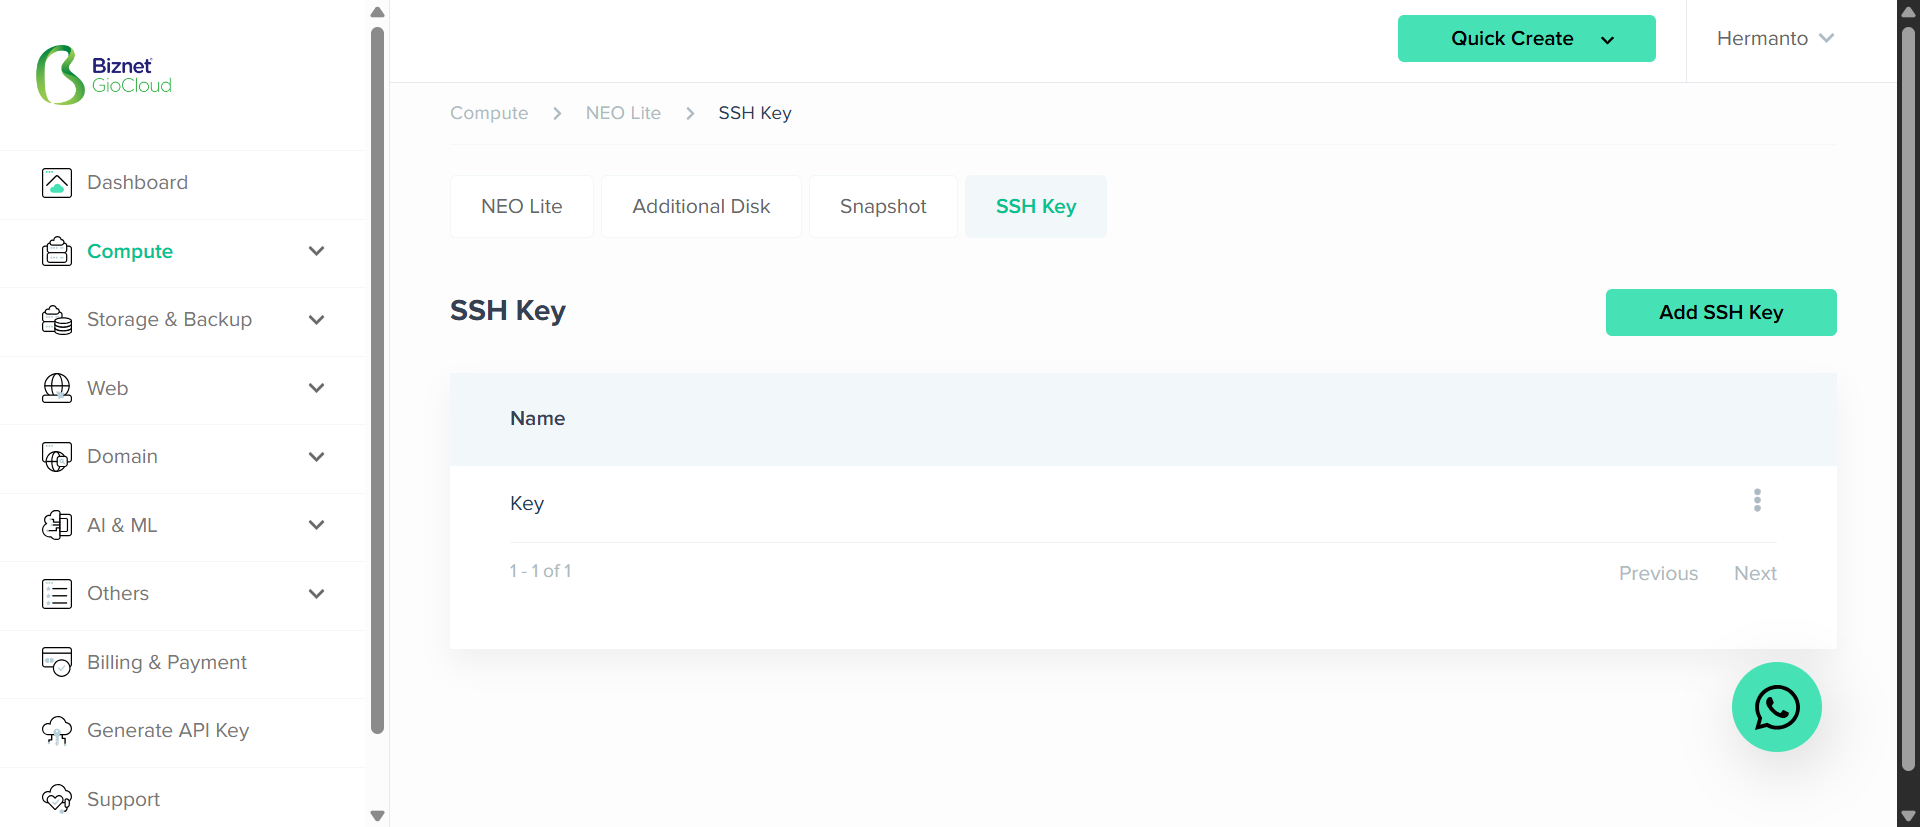 Biznet
GioCloud
Quick Create
Hermanto
Compute
NEO Lite
SSH Key
Dashboard
Compute
Storage & Backup
Web
Domain
AI & ML
Others
Billing & Payment
Generate API Key
Support
NEO Lite
Additional Disk
Snapshot
SSH Key
SSH Key
Add SSH Key
Name
Key
1 - 1 of 1
Previous
Next